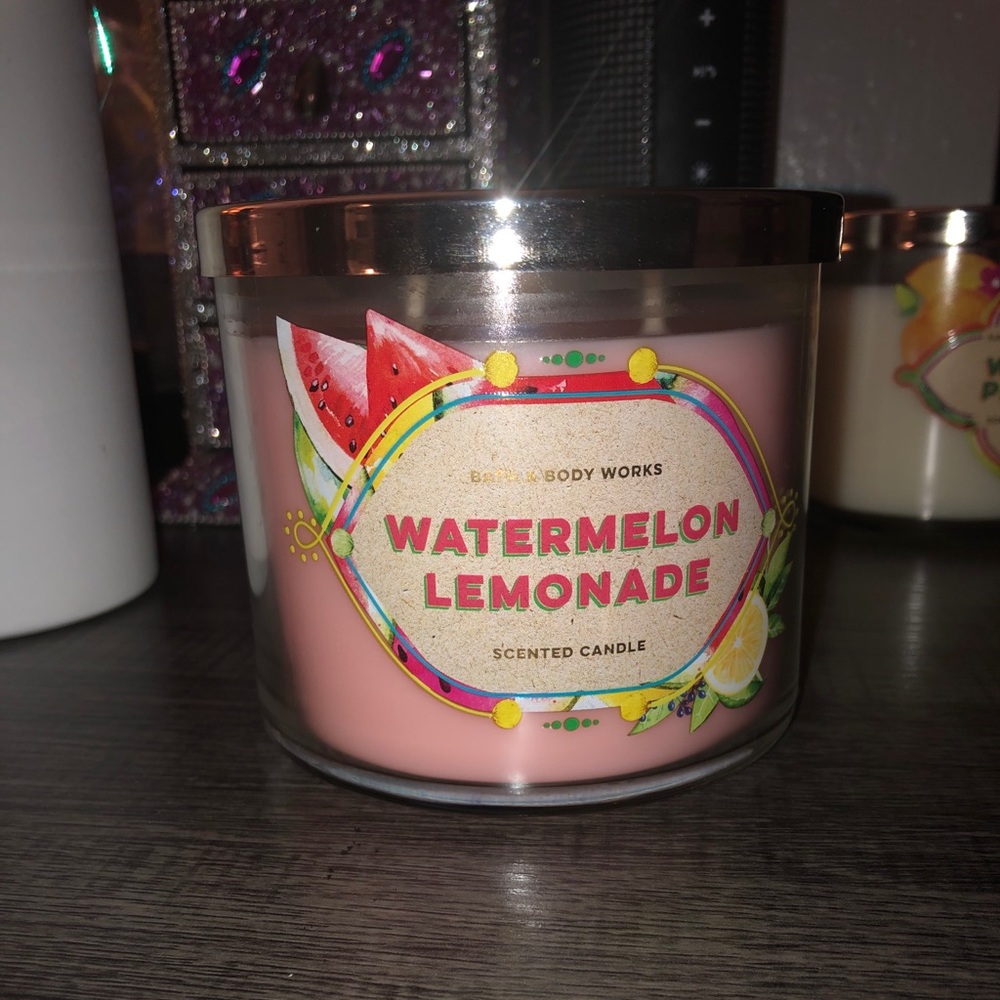 BATH & BODY WORKS
WATERMELON
LEMONADE
SCENTED CANDLE